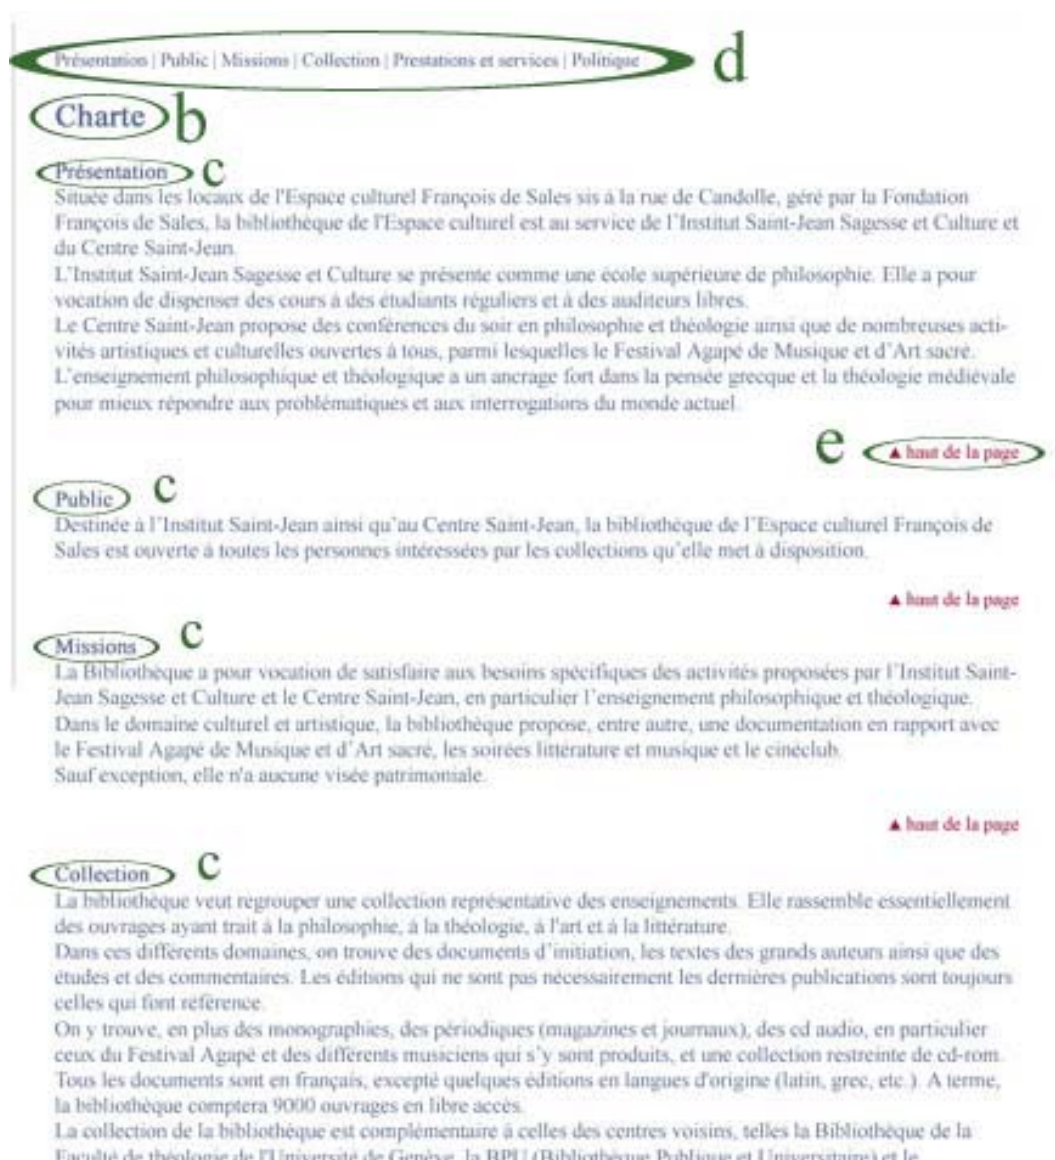 Présentation | Public | Missions | Collection | Prestations et services | Politique d
Charte b
Présentation c
Située dans les locaux de l'Espace culturel François de Sales sis à la rue de Candolle, géré par la Fondation
François de Sales, la bibliothèque de l'Espace culturel est au service de l'Institut Saint-Jean Sagesse et Culture et
du Centre Saint-Jean.
L'Institut Saint-Jean Sagesse et Culture se présente comme une école supérieure de philosophie. Elle a pour
vocation de dispenser des cours à des étudiants réguliers et à des auditeurs libres.
Le Centre Saint-Jean propose des conférences du soir en philosophie et théologie ainsi que de nombreuses acti-
vités artistiques et culturelles ouvertes à tous, parmi lesquelles le Festival Agapé de Musique et d'Art sacré.
L'enseignement philosophique et théologique a un ancrage fort dans la pensée grecque et la théologie médiévale
pour mieux répondre aux problématiques et aux interrogations du monde actuel.
e ▲ haut de la page
Public c
Destinée à l'Institut Saint-Jean ainsi qu'au Centre Saint-Jean, la bibliothèque de l'Espace culturel François de
Sales est ouverte à toutes les personnes intéressées par les collections qu'elle met à disposition.
▲ haut de la page
Missions c
La Bibliothèque a pour vocation de satisfaire aux besoins spécifiques des activités proposées par l'Institut Saint-
Jean Sagesse et Culture et le Centre Saint-Jean, en particulier l'enseignement philosophique et théologique.
Dans le domaine culturel et artistique, la bibliothèque propose, entre autre, une documentation en rapport avec
le Festival Agapé de Musique et d'Art sacré, les soirées littérature et musique et le cinéclub.
Sauf exception, elle n'a aucune visée patrimoniale.
▲ haut de la page
Collection c
La bibliothèque veut regrouper une collection représentative des enseignements. Elle rassemble essentiellement
des ouvrages ayant trait à la philosophie, à la théologie, à l'art et à la littérature.
Dans ces différents domaines, on trouve des documents d'initiation, les textes des grands auteurs ainsi que des
études et des commentaires. Les éditions qui ne sont pas nécessairement les dernières publications sont toujours
celles qui font référence.
On y trouve, en plus des monographies, des périodiques (magazines et journaux), des cd audio, en particulier
ceux du Festival Agapé et des différents musiciens qui s'y sont produits, et une collection restreinte de cd-rom.
Tous les documents sont en français, excepté quelques éditions en langues d'origine (latin, grec, etc.). A terme,
la bibliothèque comptera 9000 ouvrages en libre accès.
La collection de la bibliothèque est complémentaire à celles des centres voisins, telles la Bibliothèque de la
Faculté de théologie de l'Université de Genève, la BPU (Bibliothèque Publique et Universitaire) et le